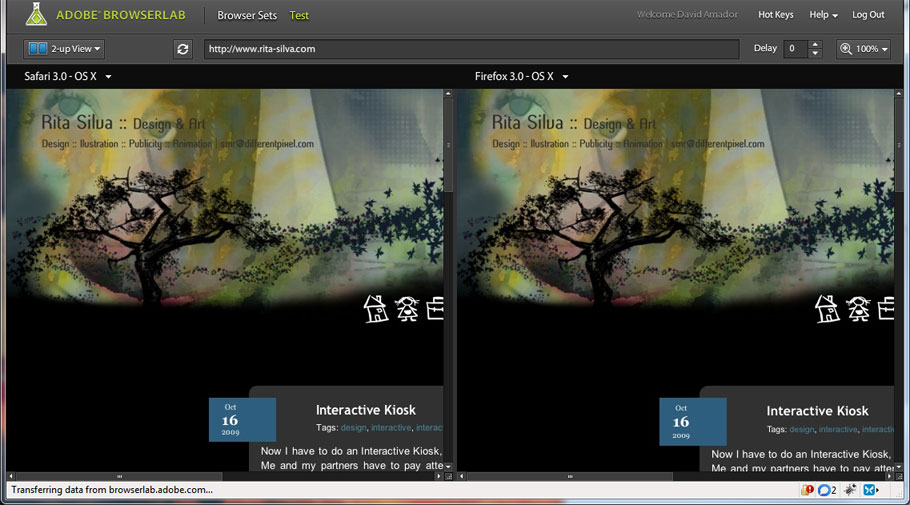 ADOBE® BROWSERLAB Browser Sets Test Welcome David Amador Hot Keys Help Log Out
2-up View http://www.rita-silva.com Delay 0 100%
Safari 3.0 - OS X Firefox 3.0 - OS X
Rita Silva :: Design & Art
Design :: Ilustration :: Publicity :: Animation | smr@differentpixel.com
Oct
16
2009
Interactive Kiosk
Tags: design, interactive, interac
Now I have to do an Interactive Kiosk,
Me and my partners have to pay atte
Rita Silva :: Design & Art
Design :: Ilustration :: Publicity :: Animation | smr@differentpixel.com
Oct
16
2009
Interactive Kiosk
Tags: design, interactive, interacti
Now I have to do an Interactive Kiosk,
Me and my partners have to pay atte
Transferring data from browserlab.adobe.com... 2